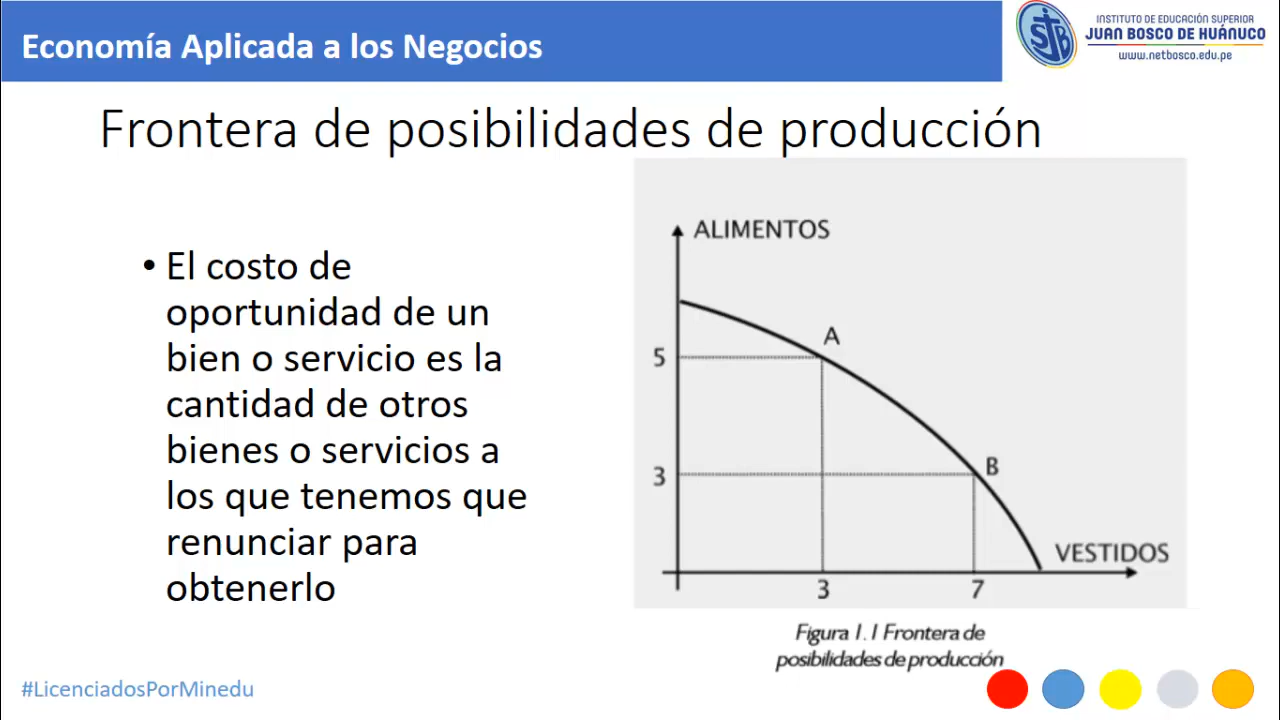 Economía Aplicada a los Negocios
INSTITUTO DE EDUCACIÓN SUPERIOR
JUAN BOSCO DE HUÁNUCO
www.netbosco.edu.pe
SJB
Frontera de posibilidades de producción
• El costo de
oportunidad de un
bien o servicio es la
cantidad de otros
bienes o servicios a
los que tenemos que
renunciar para
obtenerlo
ALIMENTOS
A
5
B
3
VESTIDOS
3 7
Figura 1.1 Frontera de
posibilidades de producción
#LicenciadosPorMinedu